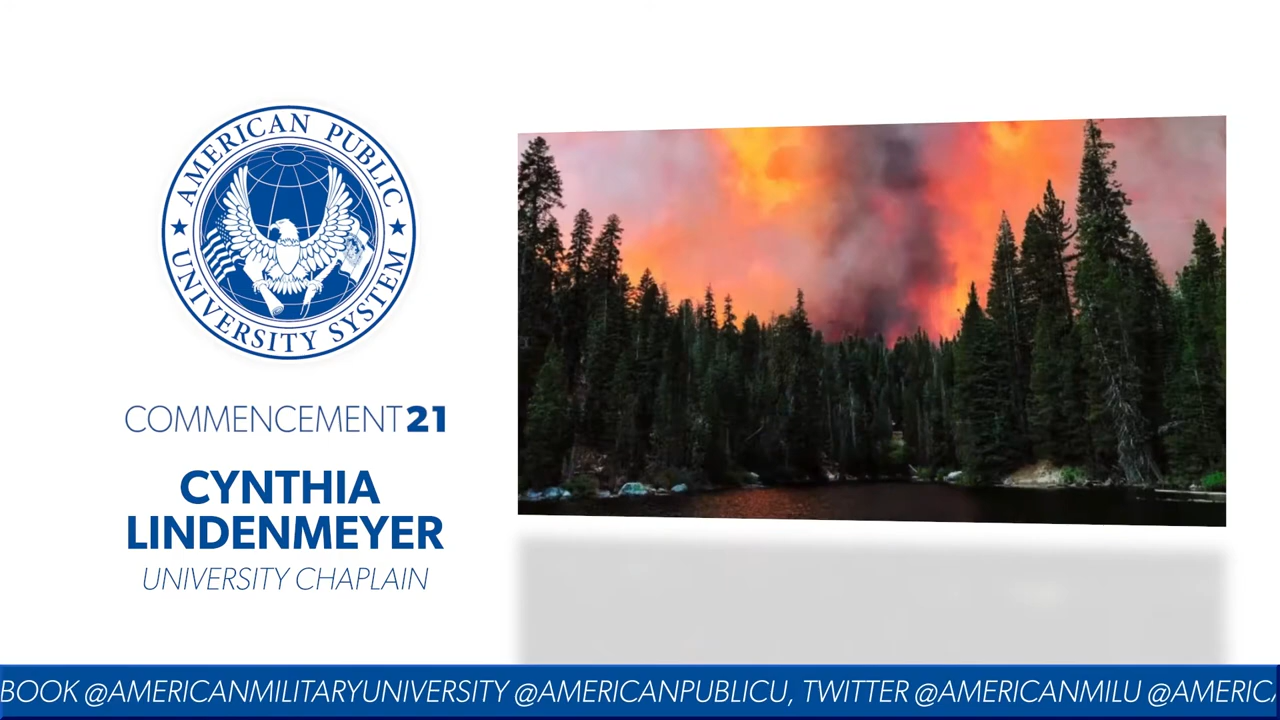 AMERICAN PUBLIC
UNIVERSITY SYSTEM
COMMENCEMENT21
CYNTHIA
LINDENMEYER
UNIVERSITY CHAPLAIN
BOOK @AMERICANMILITARYUNIVERSITY @AMERICANPUBLICU, TWITTER @AMERICANMILU @AMERICA